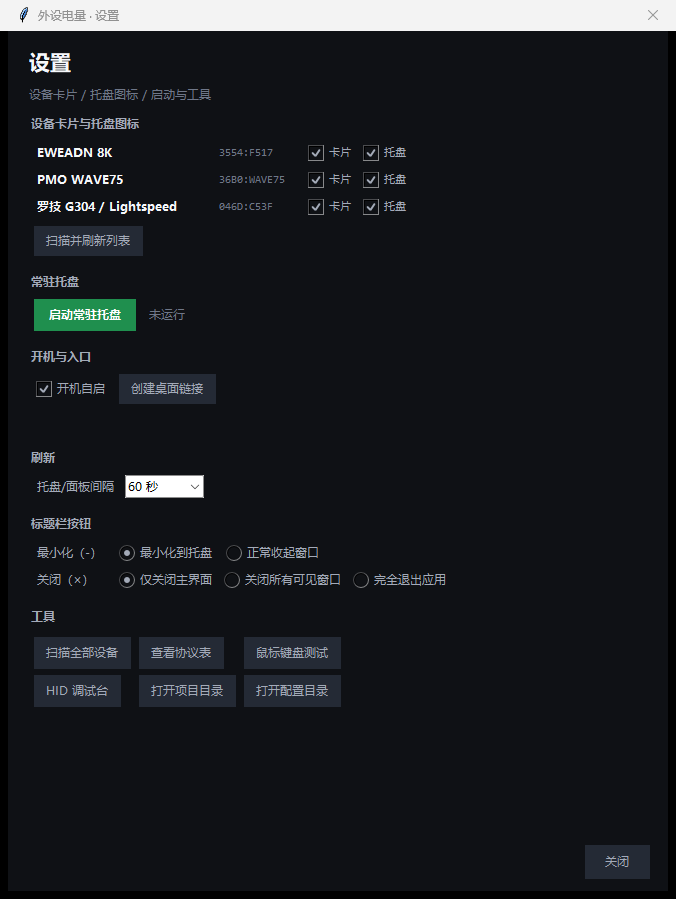 外设电量 · 设置
设置
设备卡片 / 托盘图标 / 启动与工具
设备卡片与托盘图标
EWEADN 8K 3554:F517 卡片 托盘
PMO WAVE75 36B0:WAVE75 卡片 托盘
罗技 G304 / Lightspeed 046D:C53F 卡片 托盘
扫描并刷新列表
常驻托盘
启动常驻托盘 未运行
开机与入口
开机自启 创建桌面链接
刷新
托盘/面板间隔 60 秒
标题栏按钮
最小化（-） 最小化到托盘 正常收起窗口
关闭（×） 仅关闭主界面 关闭所有可见窗口 完全退出应用
工具
扫描全部设备 查看协议表 鼠标键盘测试
HID 调试台 打开项目目录 打开配置目录
关闭